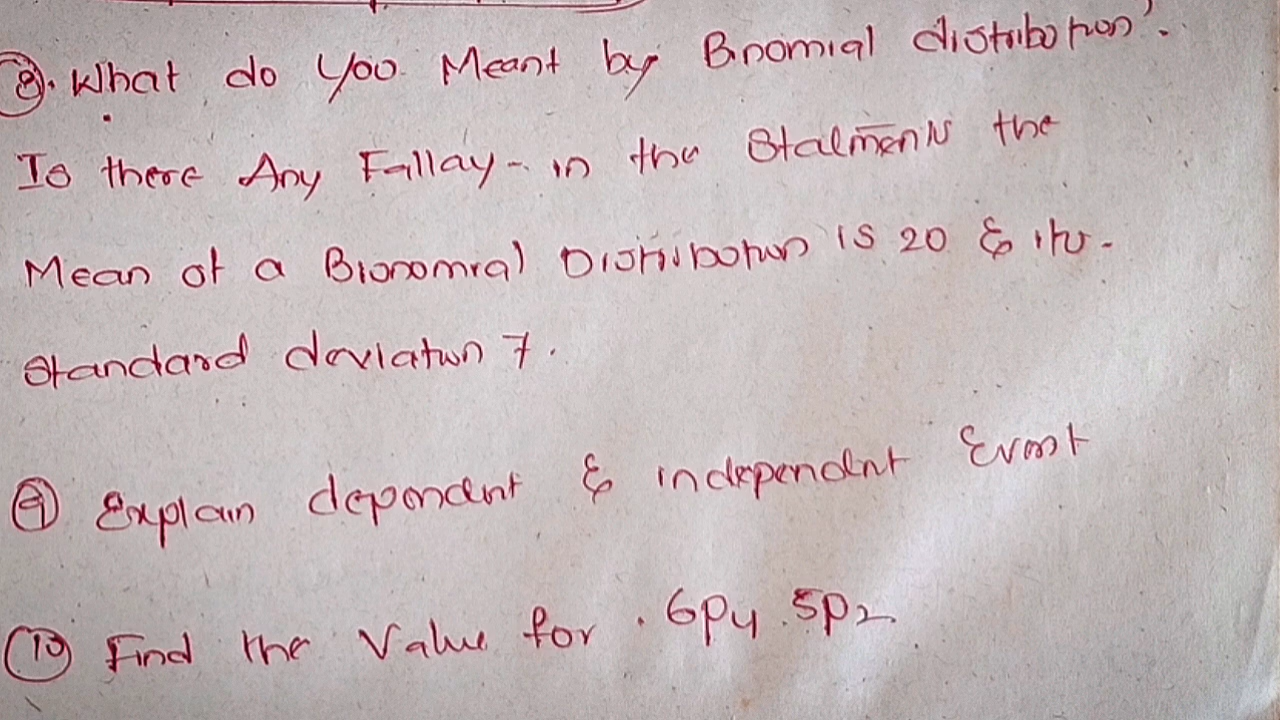 8. What do you Meant by Binomial distribution?.
Is there Any Fallay - in the Statments the
Mean of a Bionomial Distribution is 20 & its -
Standard deviation 7.
9 Explain dependent & independent Event
10 Find the Value for . 6P4 . 5P2